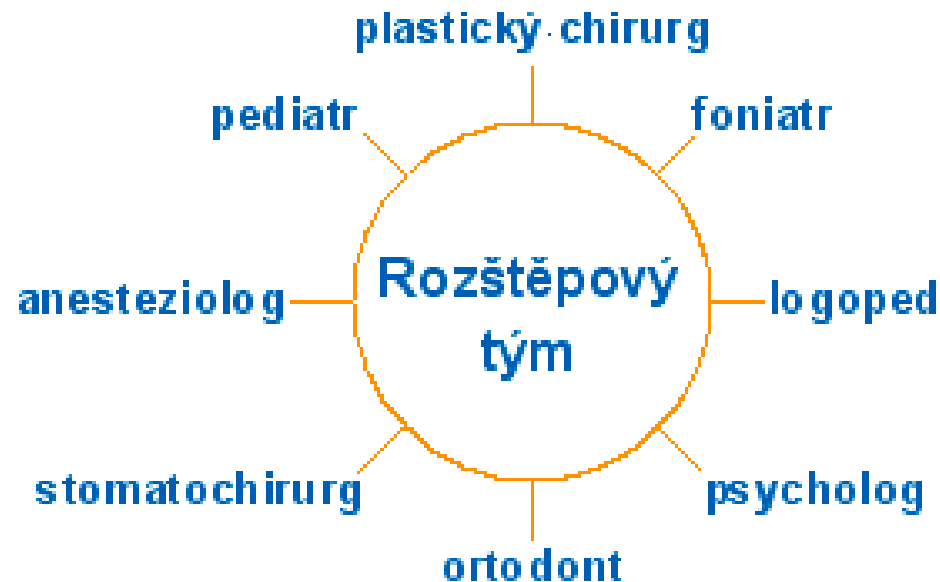 plastický chirurg
pediatr
foniatr
Rozštěpový
tým
anesteziolog
logoped
stomatochirurg
psycholog
ortodont